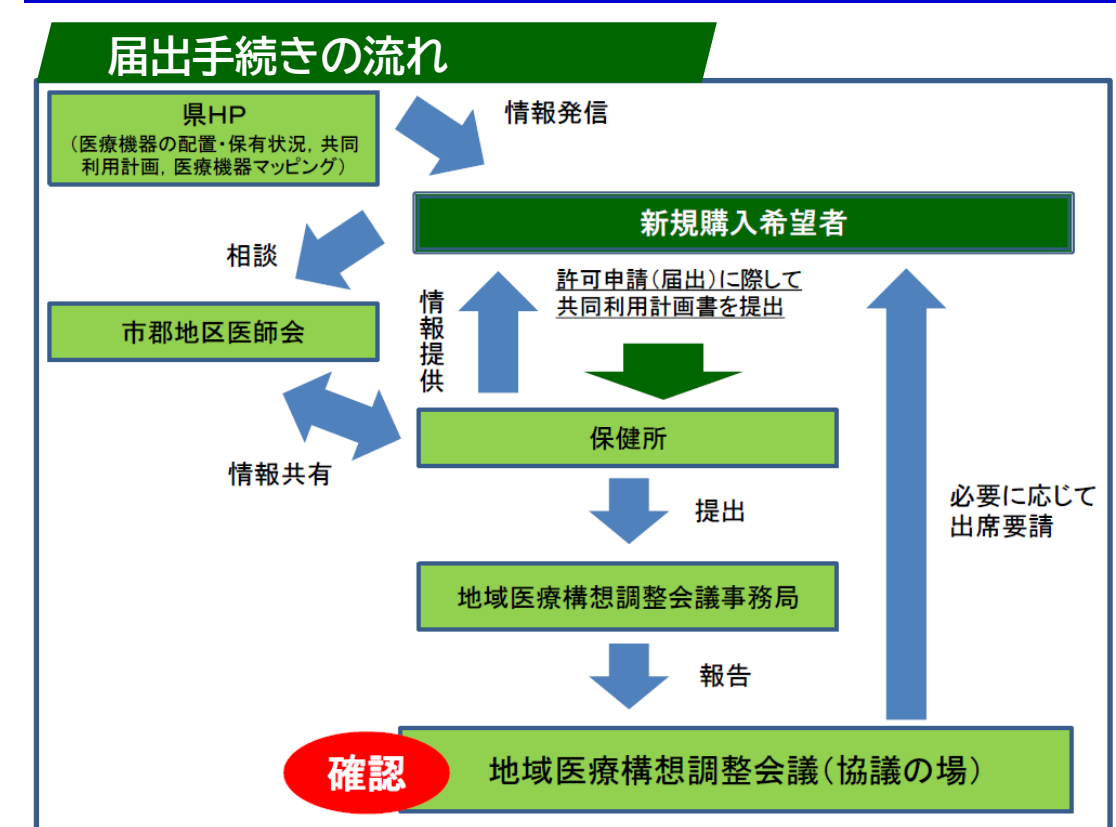 届出手続きの流れ
県HP
（医療機器の配置・保有状況，共同
利用計画，医療機器マッピング）
情報発信
新規購入希望者
相談
許可申請（届出）に際して
共同利用計画書を提出
情報提供
市郡地区医師会
保健所
情報共有
提出
必要に応じて
出席要請
地域医療構想調整会議事務局
報告
確認
地域医療構想調整会議（協議の場）